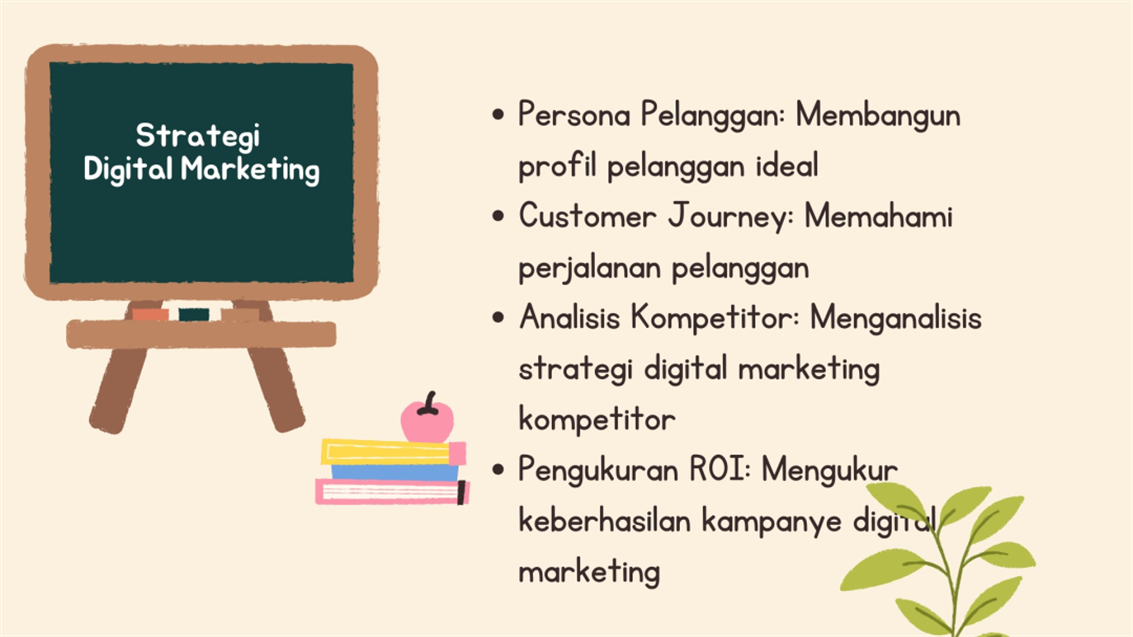 Strategi
Digital Marketing
• Persona Pelanggan: Membangun
profil pelanggan ideal
• Customer Journey: Memahami
perjalanan pelanggan
• Analisis Kompetitor: Menganalisis
strategi digital marketing
kompetitor
• Pengukuran ROI: Mengukur
keberhasilan kampanye digital
marketing